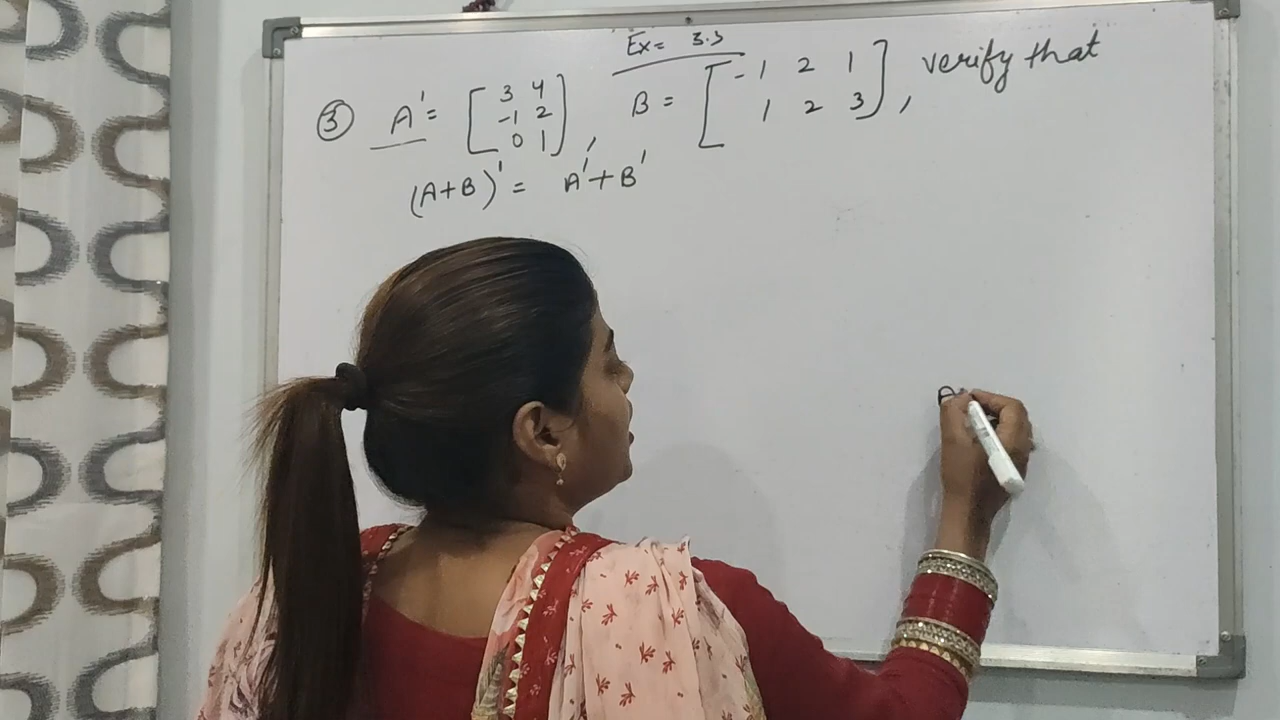 Ex= 3.3
③ A' = [3 4 -1 2 0 1], B = [-1 2 1 1 2 3], verify that
(A+B)' = A'+B'
A